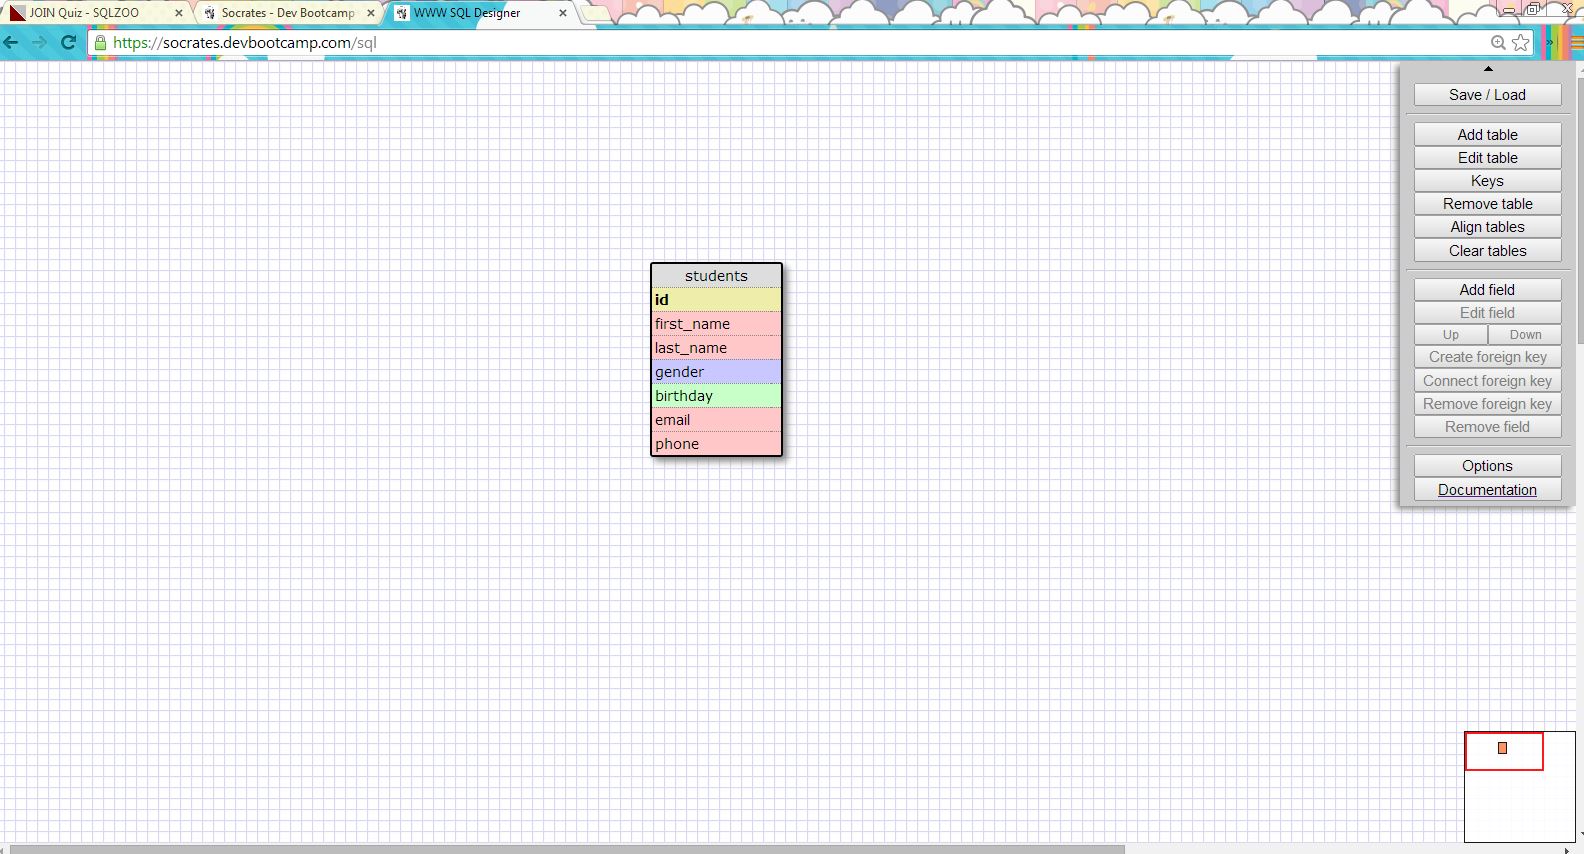 JOIN Quiz - SQLZOO
Socrates - Dev Bootcamp
WWW SQL Designer
https://socrates.devbootcamp.com/sql
Save / Load
Add table
Edit table
Keys
Remove table
Align tables
Clear tables
Add field
Edit field
Up Down
Create foreign key
Connect foreign key
Remove foreign key
Remove field
Options
Documentation
students
id
first_name
last_name
gender
birthday
email
phone